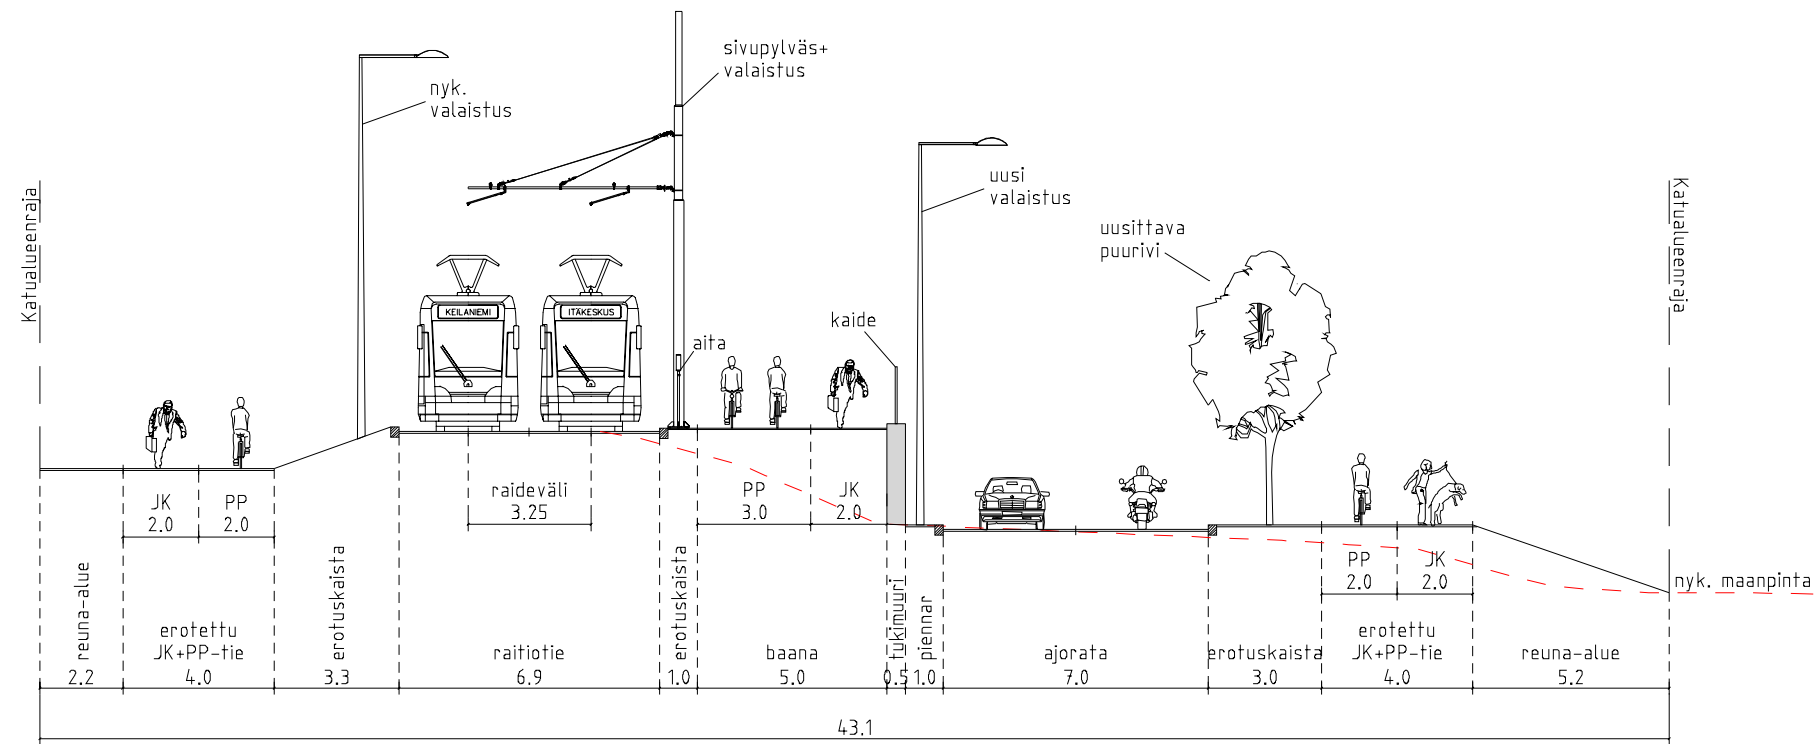 sivupylväs+
valaistus
nyk.
valaistus
uusi
valaistus
uusittava
puurivi
Katualueenraja
Katualueenraja
KEILANIEMI
ITÄKESKUS
aita
kaide
JK
2.0
PP
2.0
raideväli
3.25
PP
3.0
JK
2.0
PP
2.0
JK
2.0
nyk. maanpinta
reuna-alue
2.2
erotettu
JK+PP-tie
4.0
erotuskaista
3.3
raitiotie
6.9
erotuskaista
1.0
baana
5.0
tukimuuri
0.5
piennar
1.0
ajorata
7.0
erotuskaista
3.0
erotettu
JK+PP-tie
4.0
reuna-alue
5.2
43.1